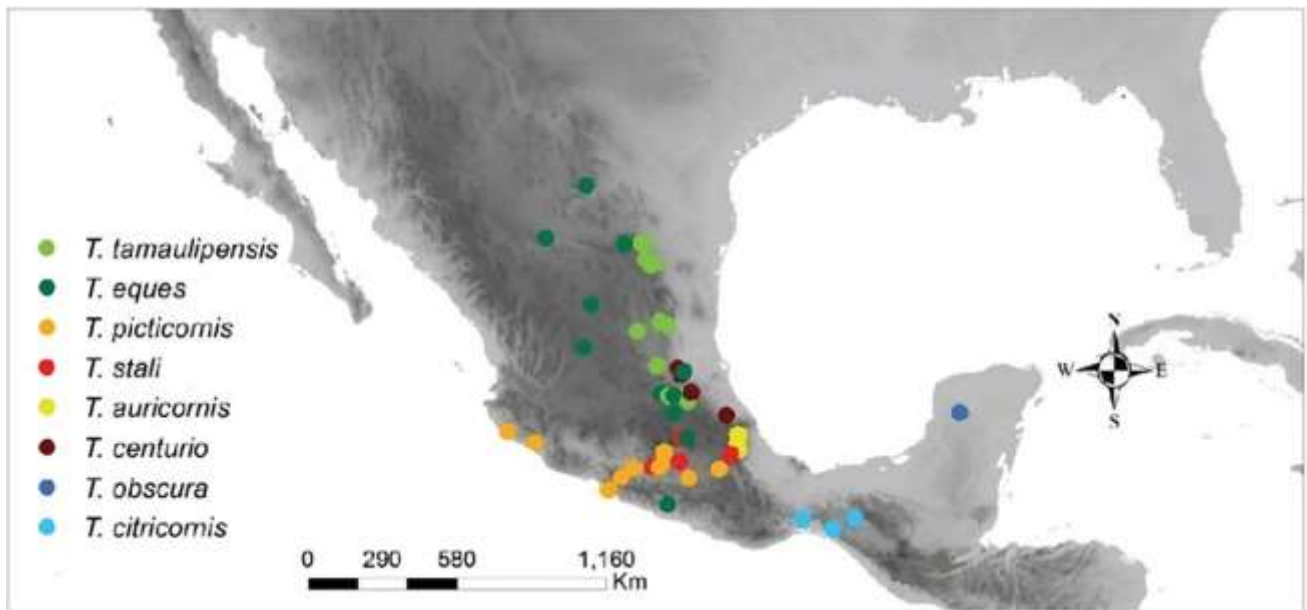 T. tamaulipensis
T. eques
T. picticornis
T. stali
T. auricornis
T. centurio
T. obscura
T. citricornis
N
W E
S
0 290 580 1,160
Km